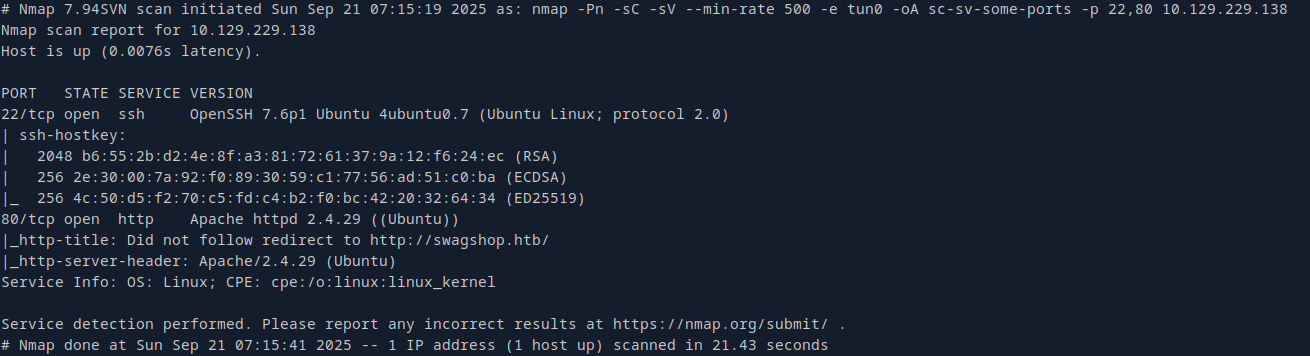 # Nmap 7.94SVN scan initiated Sun Sep 21 07:15:19 2025 as: nmap -Pn -sC -sV --min-rate 500 -e tun0 -oA sc-sv-some-ports -p 22,80 10.129.229.138
Nmap scan report for 10.129.229.138
Host is up (0.0076s latency).

PORT   STATE SERVICE VERSION
22/tcp open  ssh     OpenSSH 7.6p1 Ubuntu 4ubuntu0.7 (Ubuntu Linux; protocol 2.0)
| ssh-hostkey:
|   2048 b6:55:2b:d2:4e:8f:a3:81:72:61:37:9a:12:f6:24:ec (RSA)
|   256 2e:30:00:7a:92:f0:89:30:59:c1:77:56:ad:51:c0:ba (ECDSA)
|_  256 4c:50:d5:f2:70:c5:fd:c4:b2:f0:bc:42:20:32:64:34 (ED25519)
80/tcp open  http    Apache httpd 2.4.29 ((Ubuntu))
|_http-title: Did not follow redirect to http://swagshop.htb/
|_http-server-header: Apache/2.4.29 (Ubuntu)
Service Info: OS: Linux; CPE: cpe:/o:linux:linux_kernel

Service detection performed. Please report any incorrect results at https://nmap.org/submit/ .
# Nmap done at Sun Sep 21 07:15:41 2025 -- 1 IP address (1 host up) scanned in 21.43 seconds